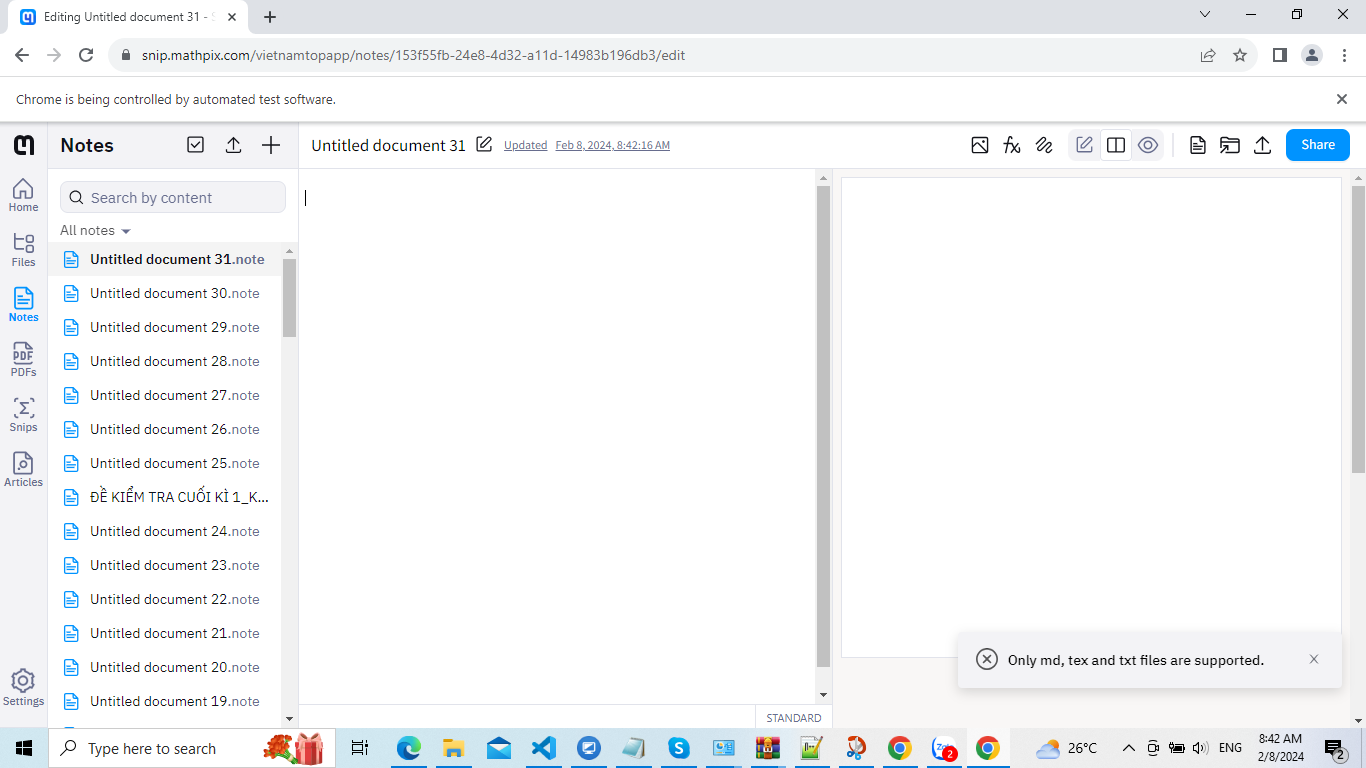 Editing Untitled document 31 -
snip.mathpix.com/vietnamtopapp/notes/153f55fb-24e8-4d32-a11d-14983b196db3/edit
Chrome is being controlled by automated test software.
Notes
Untitled document 31
Updated Feb 8, 2024, 8:42:16 AM
Share
Home
Files
Notes
PDF
PDFs
Snips
Articles
Settings
Search by content
All notes
Untitled document 31.note
Untitled document 30.note
Untitled document 29.note
Untitled document 28.note
Untitled document 27.note
Untitled document 26.note
Untitled document 25.note
ĐỀ KIỂM TRA CUỐI KÌ 1_K...
Untitled document 24.note
Untitled document 23.note
Untitled document 22.note
Untitled document 21.note
Untitled document 20.note
Untitled document 19.note
Only md, tex and txt files are supported.
STANDARD
Type here to search
Zalo
2
26°C
ENG
8:42 AM
2/8/2024
2